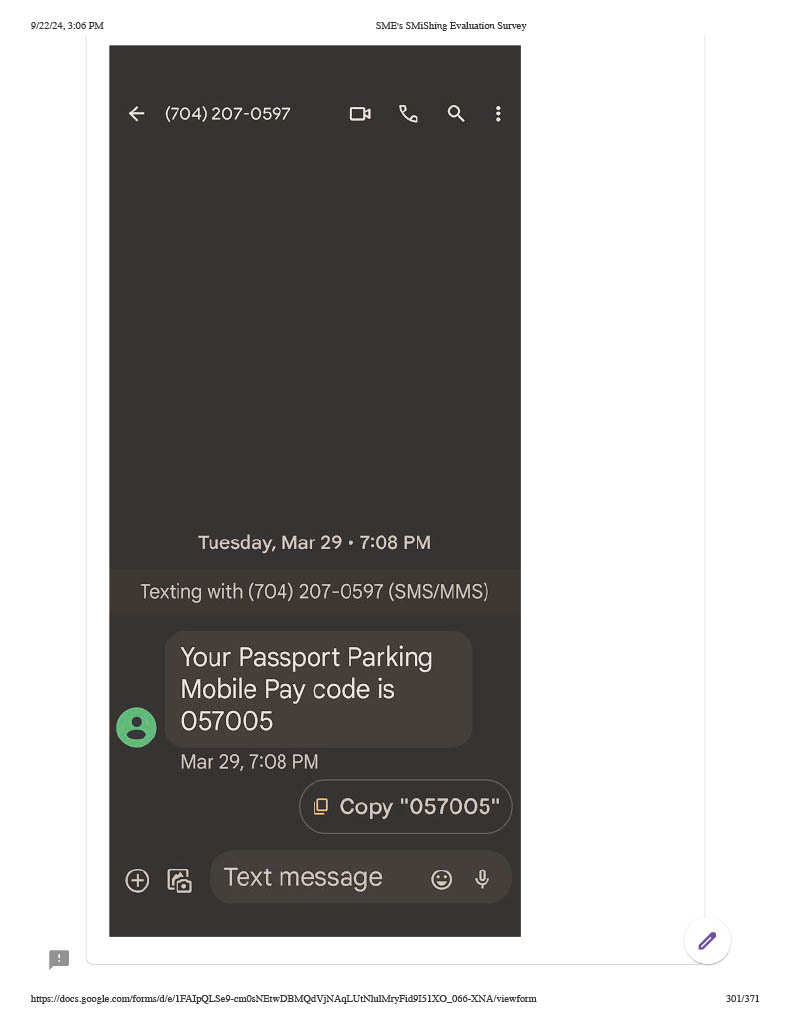 9/22/24, 3:06 PM
SME's SMiShing Evaluation Survey
(704) 207-0597
Tuesday, Mar 29 • 7:08 PM
Texting with (704) 207-0597 (SMS/MMS)
Your Passport Parking
Mobile Pay code is
057005
Mar 29, 7:08 PM
Copy "057005"
Text message
https://docs.google.com/forms/d/e/1FAIpQLSe9-cm0sNEtwDBMQdVjNAqLUtNlulMryFid9I51XO_066-XNA/viewform
301/371